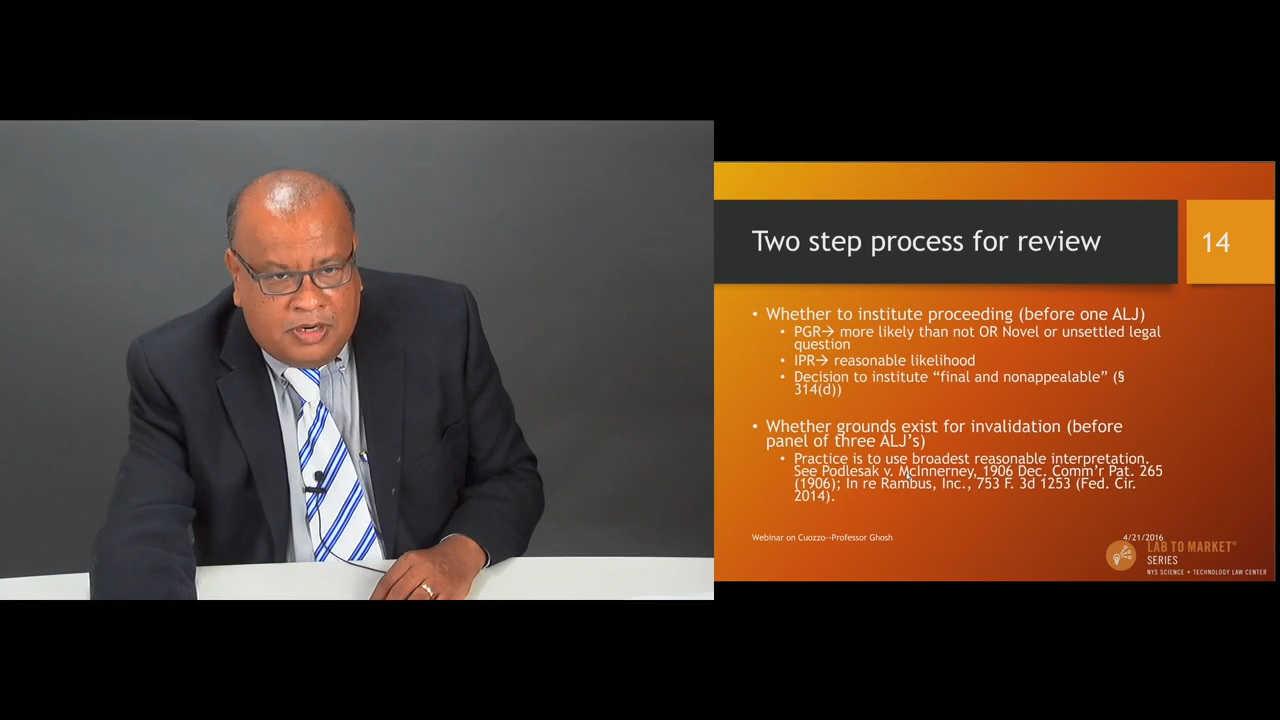 Two step process for review
14
• Whether to institute proceeding (before one ALJ)
• PGR→ more likely than not OR Novel or unsettled legal
question
• IPR→ reasonable likelihood
• Decision to institute “final and nonappealable” (§
314(d))
• Whether grounds exist for invalidation (before
panel of three ALJ’s)
• Practice is to use broadest reasonable interpretation.
See Podlesak v. McInnerney, 1906 Dec. Comm’r Pat. 265
(1906); In re Rambus, Inc., 753 F. 3d 1253 (Fed. Cir.
2014).
Webinar on Cuozzo--Professor Ghosh
4/21/2016
LAB TO MARKET®
SERIES
NYS SCIENCE + TECHNOLOGY LAW CENTER